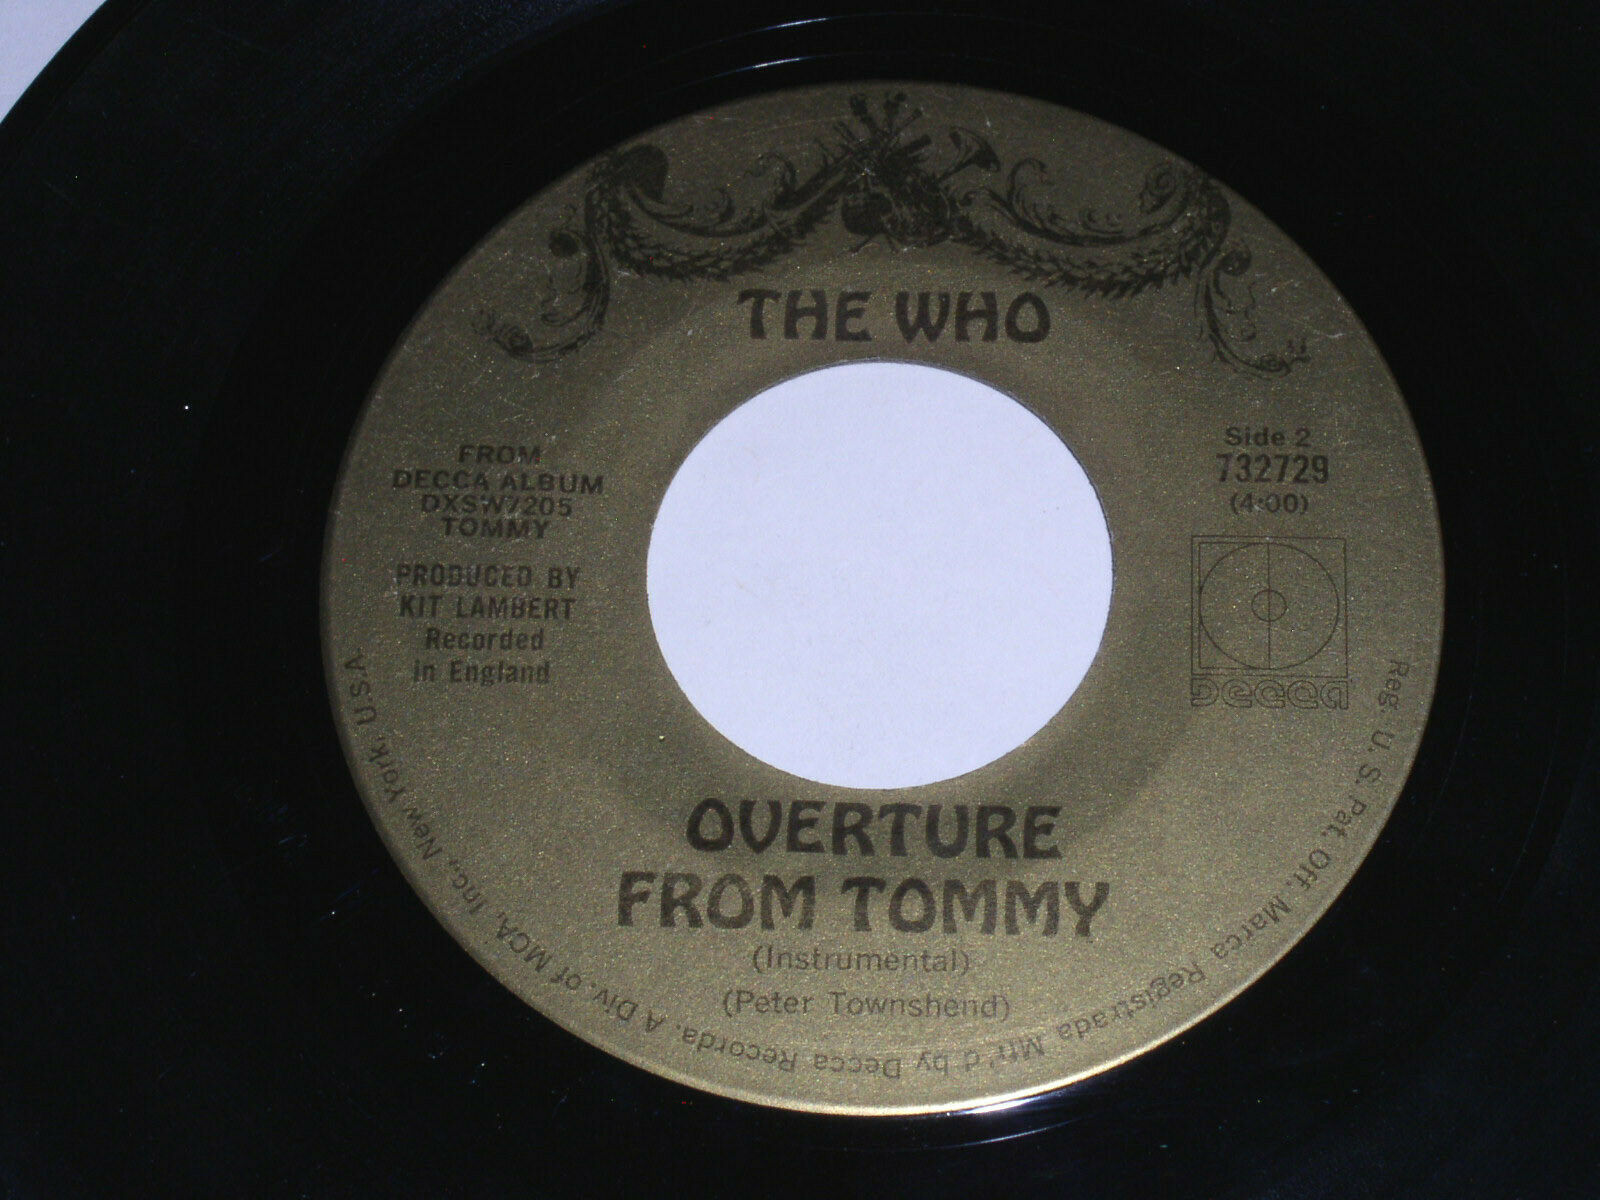 THE WHO
FROM
DECCA ALBUM
DXSW7205
TOMMY
PRODUCED BY
KIT LAMBERT
Recorded
in England
Side 2
732729
(4:00)
DECCA
OVERTURE
FROM TOMMY
(Instrumental)
(Peter Townshend)
Reg. U. S. Pat. Off. Marca Registrada Mfr'd by Decca Records. A Div. of MCA, Inc., New York, U.S.A.